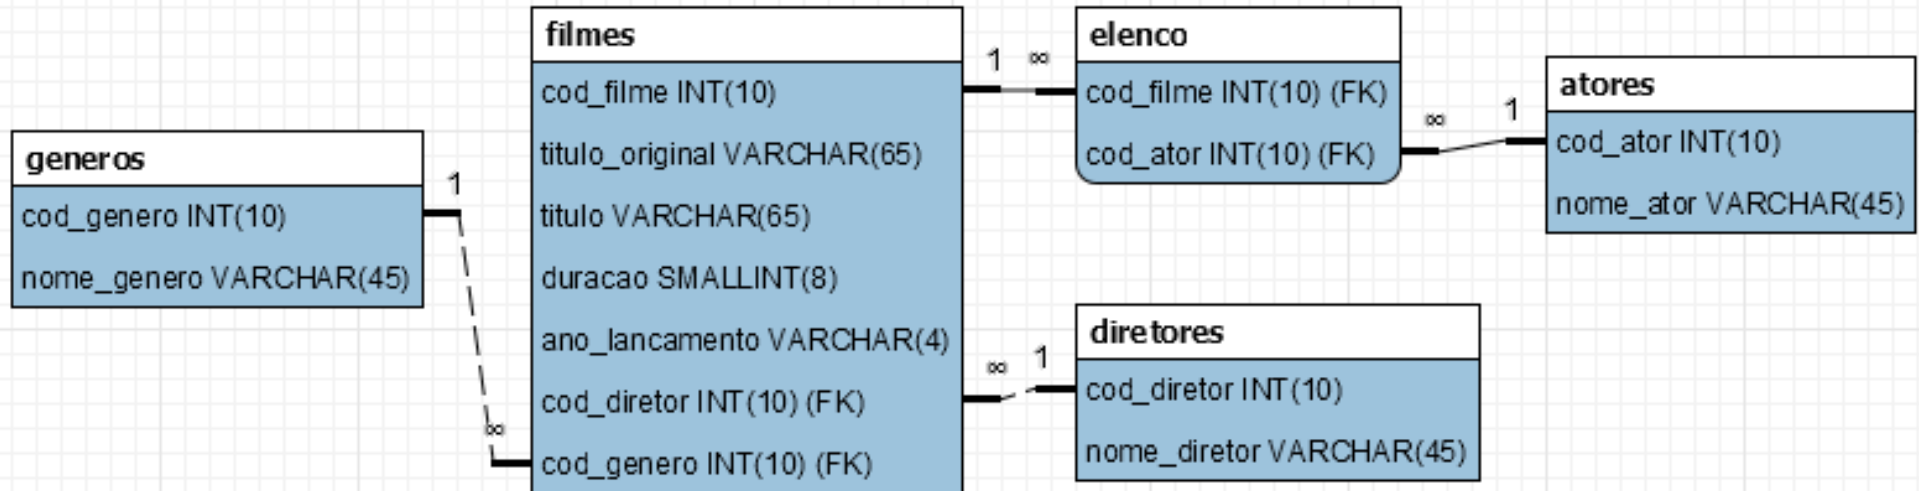 generos
cod_genero INT(10)
nome_genero VARCHAR(45)
1
∞
filmes
cod_filme INT(10)
titulo_original VARCHAR(65)
titulo VARCHAR(65)
duracao SMALLINT(8)
ano_lancamento VARCHAR(4)
cod_diretor INT(10) (FK)
cod_genero INT(10) (FK)
1 ∞
elenco
cod_filme INT(10) (FK)
cod_ator INT(10) (FK)
∞ 1
atores
cod_ator INT(10)
nome_ator VARCHAR(45)
∞ 1
diretores
cod_diretor INT(10)
nome_diretor VARCHAR(45)